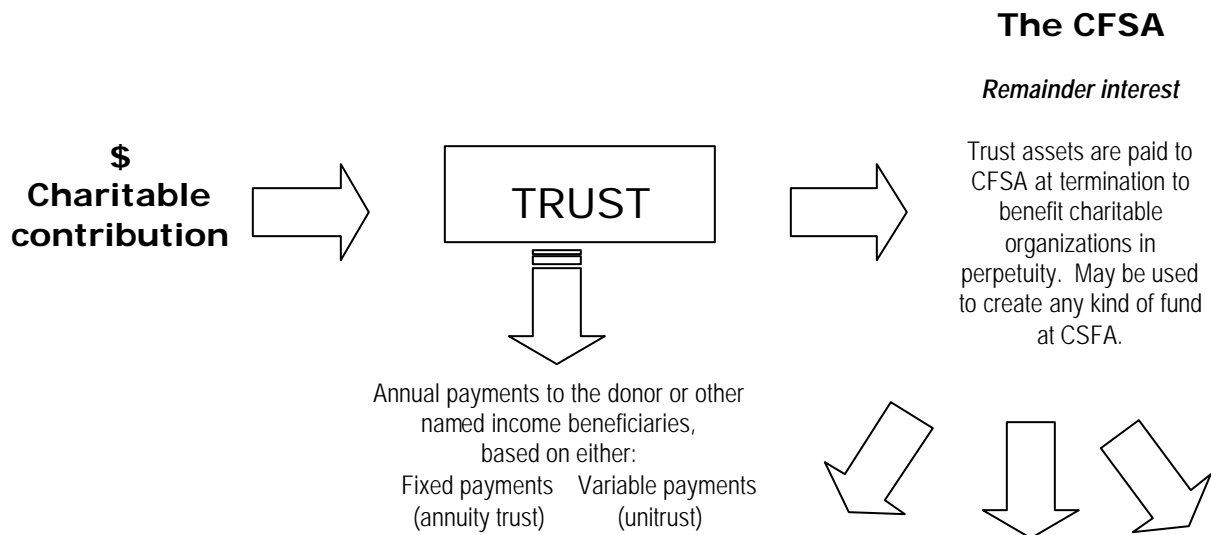 $
Charitable
contribution
TRUST
Annual payments to the donor or other
named income beneficiaries,
based on either:
Fixed payments Variable payments
(annuity trust) (unitrust)
The CFSA
Remainder interest
Trust assets are paid to
CFSA at termination to
benefit charitable
organizations in
perpetuity. May be used
to create any kind of fund
at CSFA.